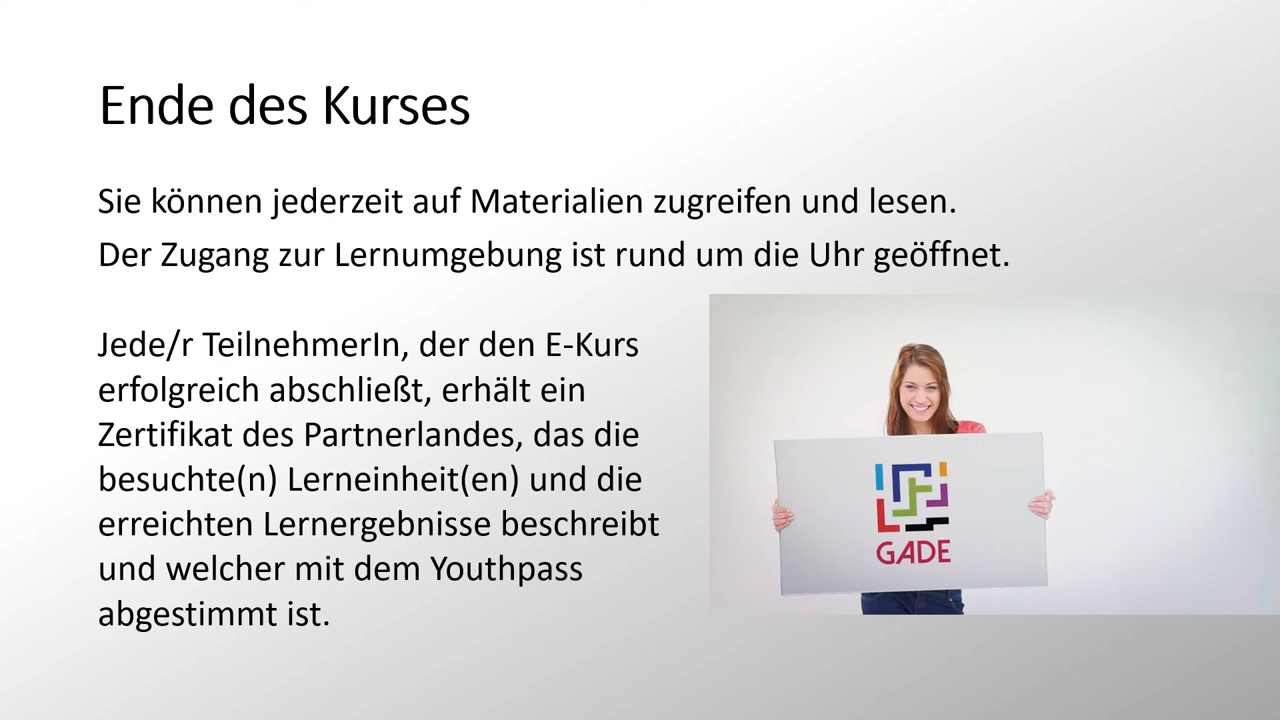 Ende des Kurses
Sie können jederzeit auf Materialien zugreifen und lesen.
Der Zugang zur Lernumgebung ist rund um die Uhr geöffnet.
Jede/r TeilnehmerIn, der den E-Kurs
erfolgreich abschließt, erhält ein
Zertifikat des Partnerlandes, das die
besuchte(n) Lerneinheit(en) und die
erreichten Lernergebnisse beschreibt
und welcher mit dem Youthpass
abgestimmt ist.
GADE